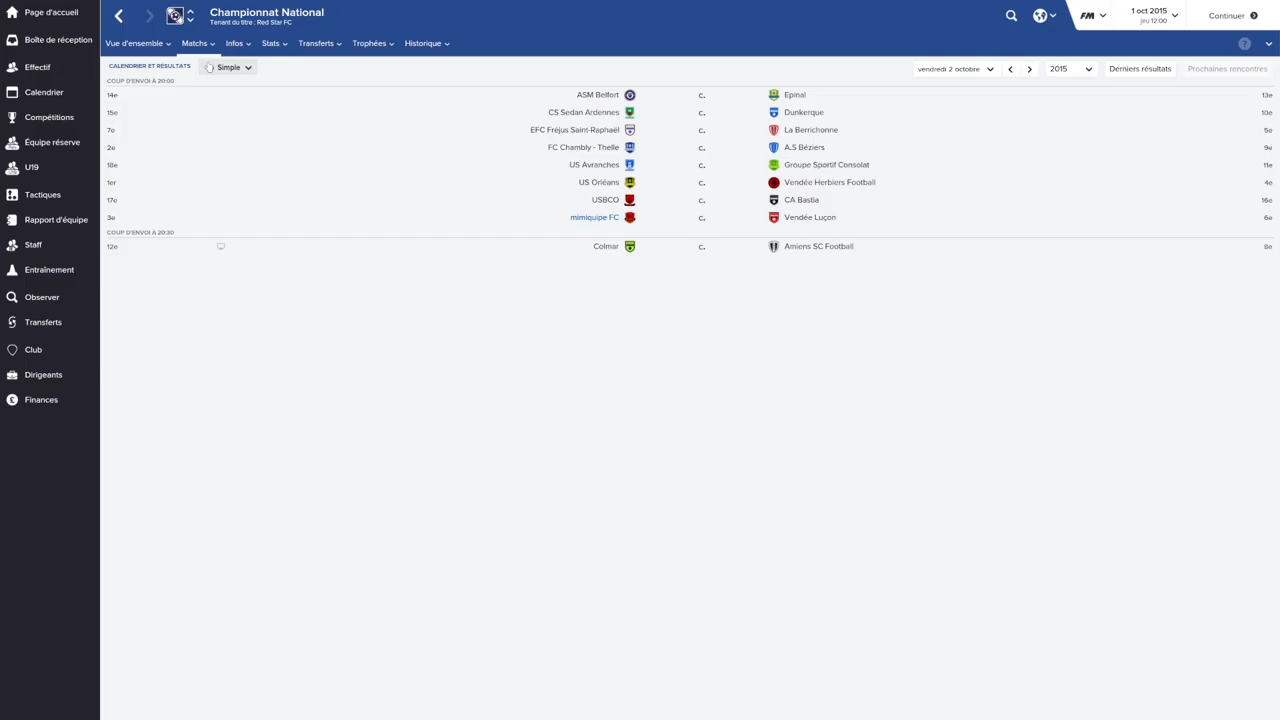 Page d'accueil
Boîte de réception
Effectif
Calendrier
Compétitions
Équipe réserve
U19
Tactiques
Rapport d'équipe
Staff
Entraînement
Observer
Transferts
Club
Dirigeants
Finances
Championnat National
Tenant du titre : Red Star FC
FM
1 oct 2015
jeu 12:00
Continuer
Vue d'ensemble Matchs Infos Stats Transferts Trophées Historique ?
CALENDRIER ET RÉSULTATS Simple vendredi 2 octobre 2015 Derniers résultats Prochaines rencontres
COUP D'ENVOI À 20:00
14e ASM Belfort c. Epinal 13e
15e CS Sedan Ardennes c. Dunkerque 10e
7e EFC Fréjus Saint-Raphaël c. La Berrichonne 5e
2e FC Chambly - Thelle c. A.S Béziers 9e
18e US Avranches c. Groupe Sportif Consolat 11e
1er US Orléans c. Vendée Herbiers Football 4e
17e USBCO c. CA Bastia 16e
3e mimiquipe FC c. Vendée Luçon 6e
COUP D'ENVOI À 20:30
12e Colmar c. Amiens SC Football 8e